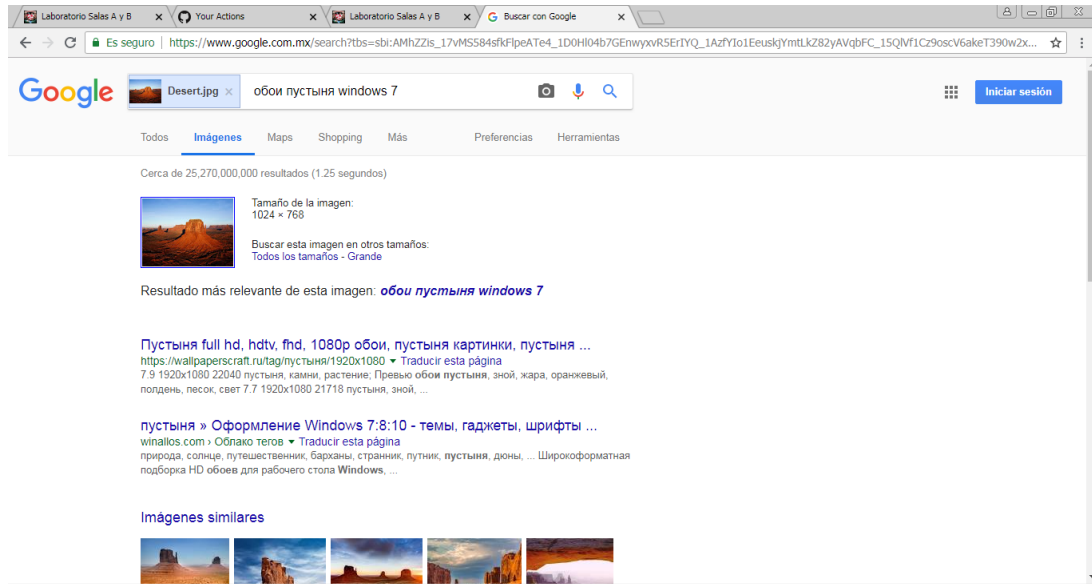 Laboratorio Salas A y B
Your Actions
Laboratorio Salas A y B
Buscar con Google
Es seguro
https://www.google.com.mx/search?tbs=sbi:AMhZZis_17vMS584sfkFlpeATe4_1D0Hl04b7GEnwyxvR5ErIYQ_1AzfYIo1EeuskjYmtLkZ82yAVqbFC_15QlVf1Cz9oscV6akeT390w2x...
Google
Desert.jpg
обои пустыня windows 7
Iniciar sesión
Todos
Imágenes
Maps
Shopping
Más
Preferencias
Herramientas
Cerca de 25,270,000,000 resultados (1.25 segundos)
Tamaño de la imagen:
1024 × 768
Buscar esta imagen en otros tamaños:
Todos los tamaños - Grande
Resultado más relevante de esta imagen: обои пустыня windows 7
Пустыня full hd, hdtv, fhd, 1080p обои, пустыня картинки, пустыня ...
https://wallpaperscraft.ru/tag/пустыня/1920x1080 ▾ Traducir esta página
7.9 1920x1080 22040 пустыня, камни, растение; Превью обои пустыня, зной, жара, оранжевый,
полдень, песок, свет 7.7 1920x1080 21718 пустыня, зной, ...
пустыня » Оформление Windows 7:8:10 - темы, гаджеты, шрифты ...
winallos.com › Облако тегов ▾ Traducir esta página
природа, солнце, путешественник, барханы, странник, путник, пустыня, дюны, ... Широкоформатная
подборка HD обоев для рабочего стола Windows, ...
Imágenes similares